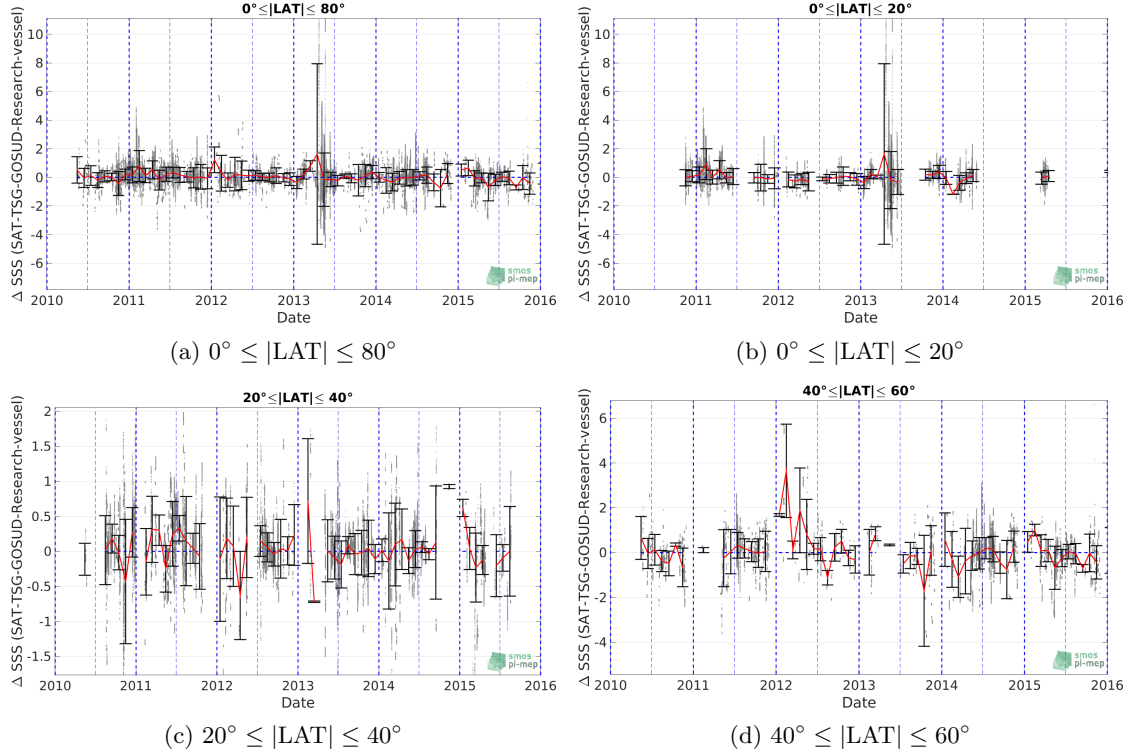 0°≤|LAT|≤ 80°
Δ SSS (SAT-TSG-GOSUD-Research-vessel)
10
8
6
4
2
0
-2
-4
-6
smos
pi-mep
2010 2011 2012 2013 2014 2015 2016
Date
(a) 0° ≤ |LAT| ≤ 80°
0°≤|LAT|≤ 20°
Δ SSS (SAT-TSG-GOSUD-Research-vessel)
10
8
6
4
2
0
-2
-4
-6
smos
pi-mep
2010 2011 2012 2013 2014 2015 2016
Date
(b) 0° ≤ |LAT| ≤ 20°
20°≤|LAT|≤ 40°
Δ SSS (SAT-TSG-GOSUD-Research-vessel)
2
1.5
1
0.5
0
-0.5
-1
-1.5
smos
pi-mep
2010 2011 2012 2013 2014 2015 2016
Date
(c) 20° ≤ |LAT| ≤ 40°
40°≤|LAT|≤ 60°
Δ SSS (SAT-TSG-GOSUD-Research-vessel)
6
4
2
0
-2
-4
smos
pi-mep
2010 2011 2012 2013 2014 2015 2016
Date
(d) 40° ≤ |LAT| ≤ 60°